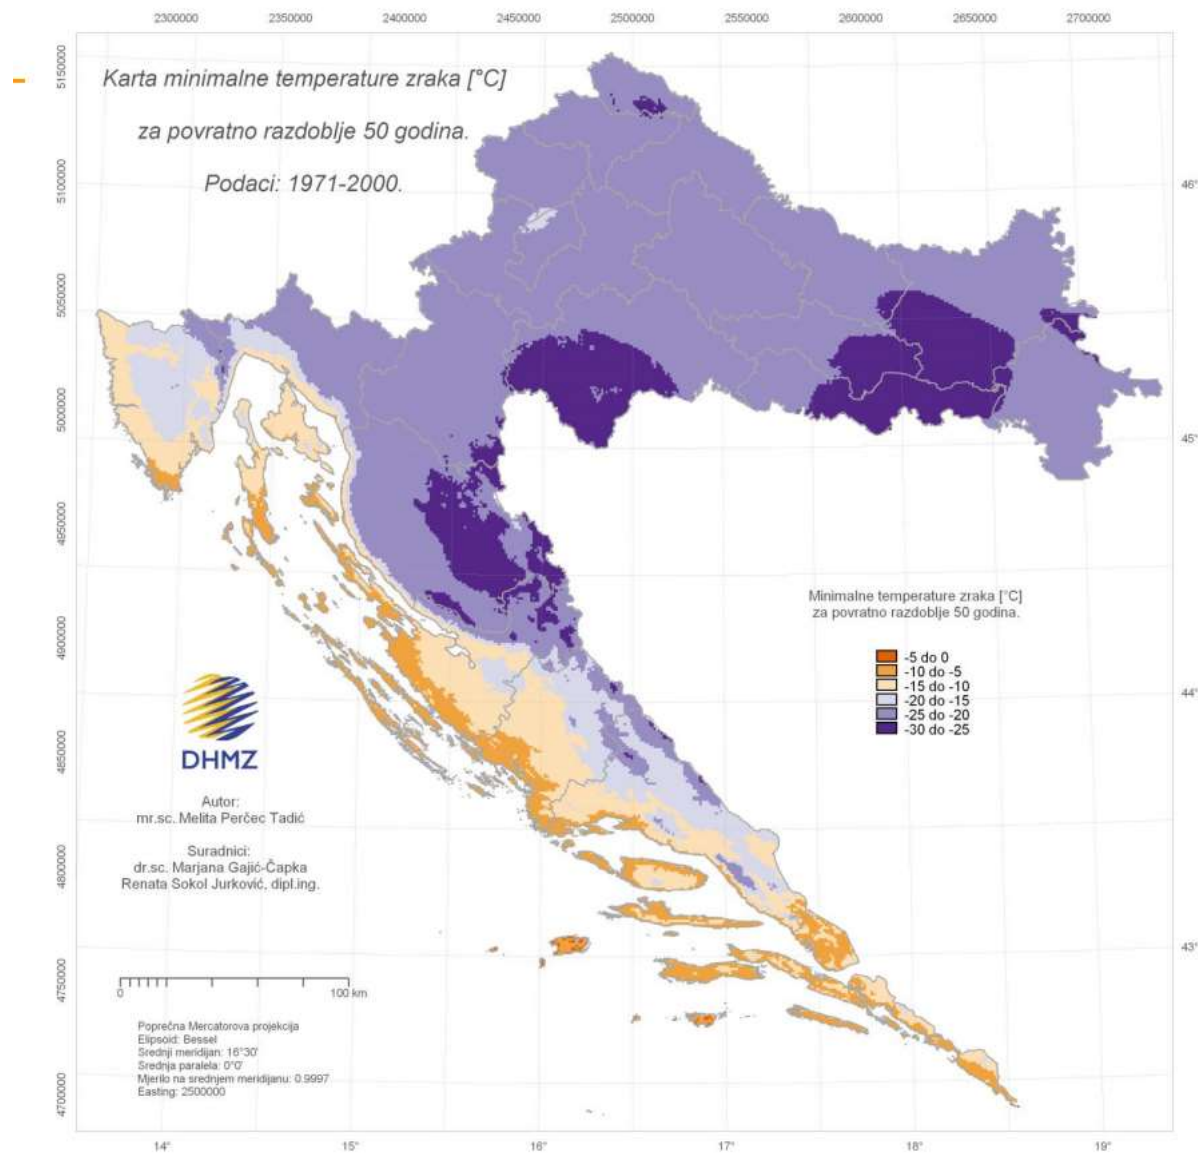 2300000 2350000 2400000 2450000 2500000 2550000 2600000 2650000 2700000
Karta minimalne temperature zraka [°C]
za povratno razdoblje 50 godina.
Podaci: 1971-2000.
5150000
5100000
5050000
5000000
4950000
4900000
4850000
4800000
4750000
4700000
46°
45°
44°
43°
Minimalne temperature zraka [°C]
za povratno razdoblje 50 godina.
-5 do 0
-10 do -5
-15 do -10
-20 do -15
-25 do -20
-30 do -25
DHMZ
Autor:
mr.sc. Melita Perčec Tadić
Suradnici:
dr.sc. Marjana Gajić-Čapka
Renata Sokol Jurković, dipl.ing.
0 100 km
Poprečna Mercatorova projekcija
Elipsoid: Bessel
Srednji meridijan: 16°30'
Srednja paralela: 0°0'
Mjerilo na srednjem meridijanu: 0.9997
Easting: 2500000
14° 15° 16° 17° 18° 19°